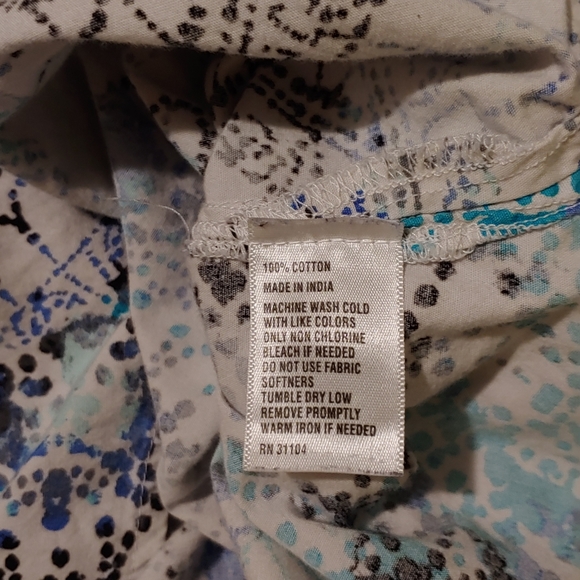 100% COTTON
MADE IN INDIA
MACHINE WASH COLD
WITH LIKE COLORS
ONLY NON CHLORINE
BLEACH IF NEEDED
DO NOT USE FABRIC
SOFTNERS
TUMBLE DRY LOW
REMOVE PROMPTLY
WARM IRON IF NEEDED
RN 31104